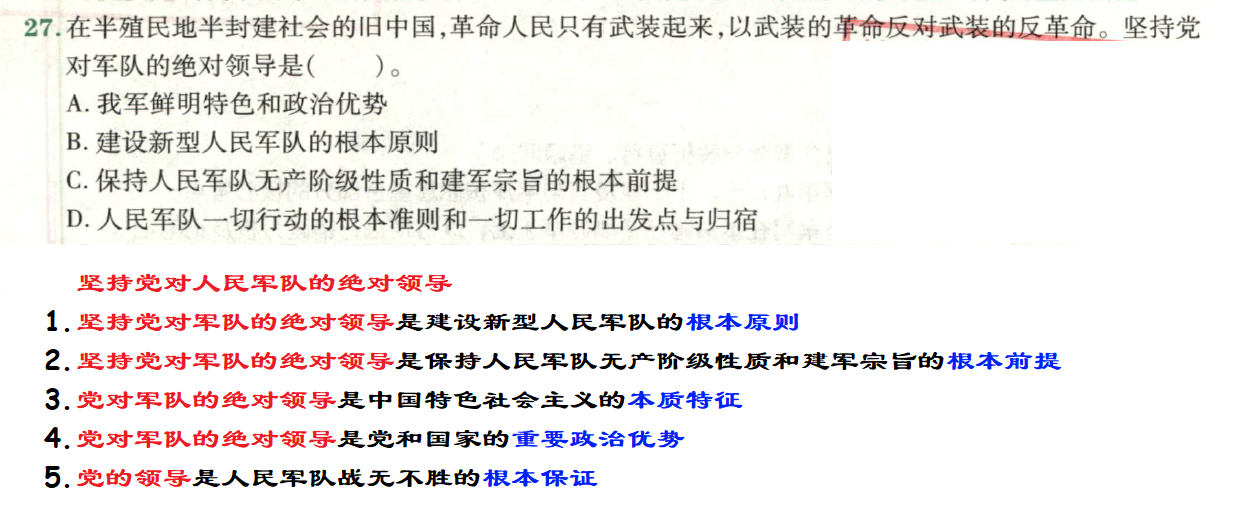 27.在半殖民地半封建社会的旧中国,革命人民只有武装起来,以武装的革命反对武装的反革命。坚持党
对军队的绝对领导是(　　)。
A. 我军鲜明特色和政治优势
B. 建设新型人民军队的根本原则
C. 保持人民军队无产阶级性质和建军宗旨的根本前提
D. 人民军队一切行动的根本准则和一切工作的出发点与归宿
坚持党对人民军队的绝对领导
1.坚持党对军队的绝对领导是建设新型人民军队的根本原则
2.坚持党对军队的绝对领导是保持人民军队无产阶级性质和建军宗旨的根本前提
3.党对军队的绝对领导是中国特色社会主义的本质特征
4.党对军队的绝对领导是党和国家的重要政治优势
5.党的领导是人民军队战无不胜的根本保证